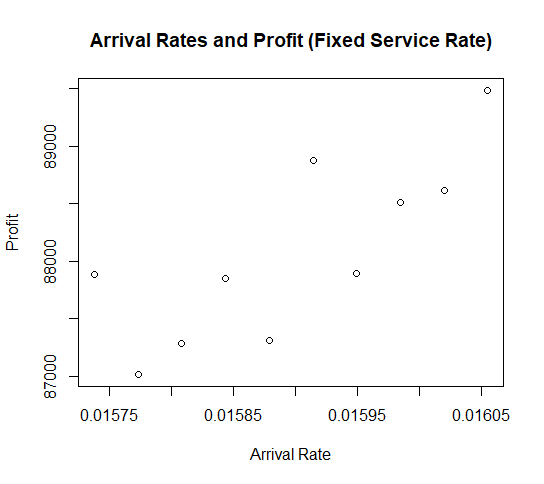 Arrival Rates and Profit (Fixed Service Rate)
Profit
89000
88000
87000
0.01575
0.01585
0.01595
0.01605
Arrival Rate